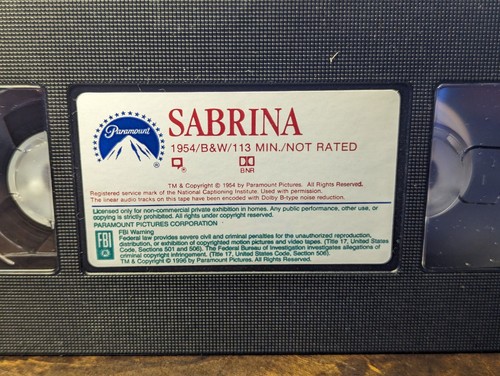 Paramount
®
SABRINA
1954/B&W/113 MIN./NOT RATED
®
B NR
TM & Copyright © 1954 by Paramount Pictures. All Rights Reserved.
Registered service mark of the National Captioning Institute. Used with permission.
The linear audio tracks on this tape have been encoded with Dolby B-type noise reduction.
Licensed only for non-commercial private exhibition in homes. Any public performance, other use, or
copying is strictly prohibited. All rights under copyright reserved.
PARAMOUNT PICTURES CORPORATION
FBI
FBI Warning
Federal law provides severe civil and criminal penalties for the unauthorized reproduction,
distribution, or exhibition of copyrighted motion pictures and video tapes. (Title 17, United States
Code, Sections 501 and 506). The Federal Bureau of Investigation investigates allegations of
criminal copyright infringement. (Title 17, United States Code, Section 506).
TM & Copyright © 1996 by Paramount Pictures. All Rights Reserved.